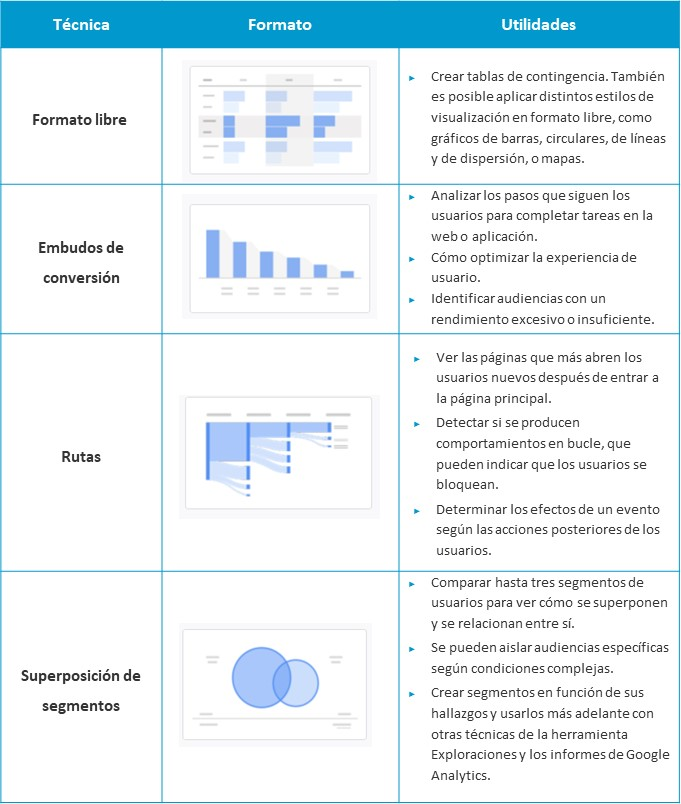 Técnica
Formato
Utilidades
Formato libre
Crear tablas de contingencia. También
es posible aplicar distintos estilos de
visualización en formato libre, como
gráficos de barras, circulares, de líneas
y de dispersión, o mapas.
Embudos de
conversión
Analizar los pasos que siguen los
usuarios para completar tareas en la
web o aplicación.
Cómo optimizar la experiencia de
usuario.
Identificar audiencias con un
rendimiento excesivo o insuficiente.
Rutas
Ver las páginas que más abren los
usuarios nuevos después de entrar a
la página principal.
Detectar si se producen
comportamientos en bucle, que
pueden indicar que los usuarios se
bloquean.
Determinar los efectos de un evento
según las acciones posteriores de los
usuarios.
Superposición de
segmentos
Comparar hasta tres segmentos de
usuarios para ver cómo se superponen
y se relacionan entre sí.
Se pueden aislar audiencias específicas
según condiciones complejas.
Crear segmentos en función de sus
hallazgos y usarlos más adelante con
otras técnicas de la herramienta
Exploraciones y los informes de Google
Analytics.